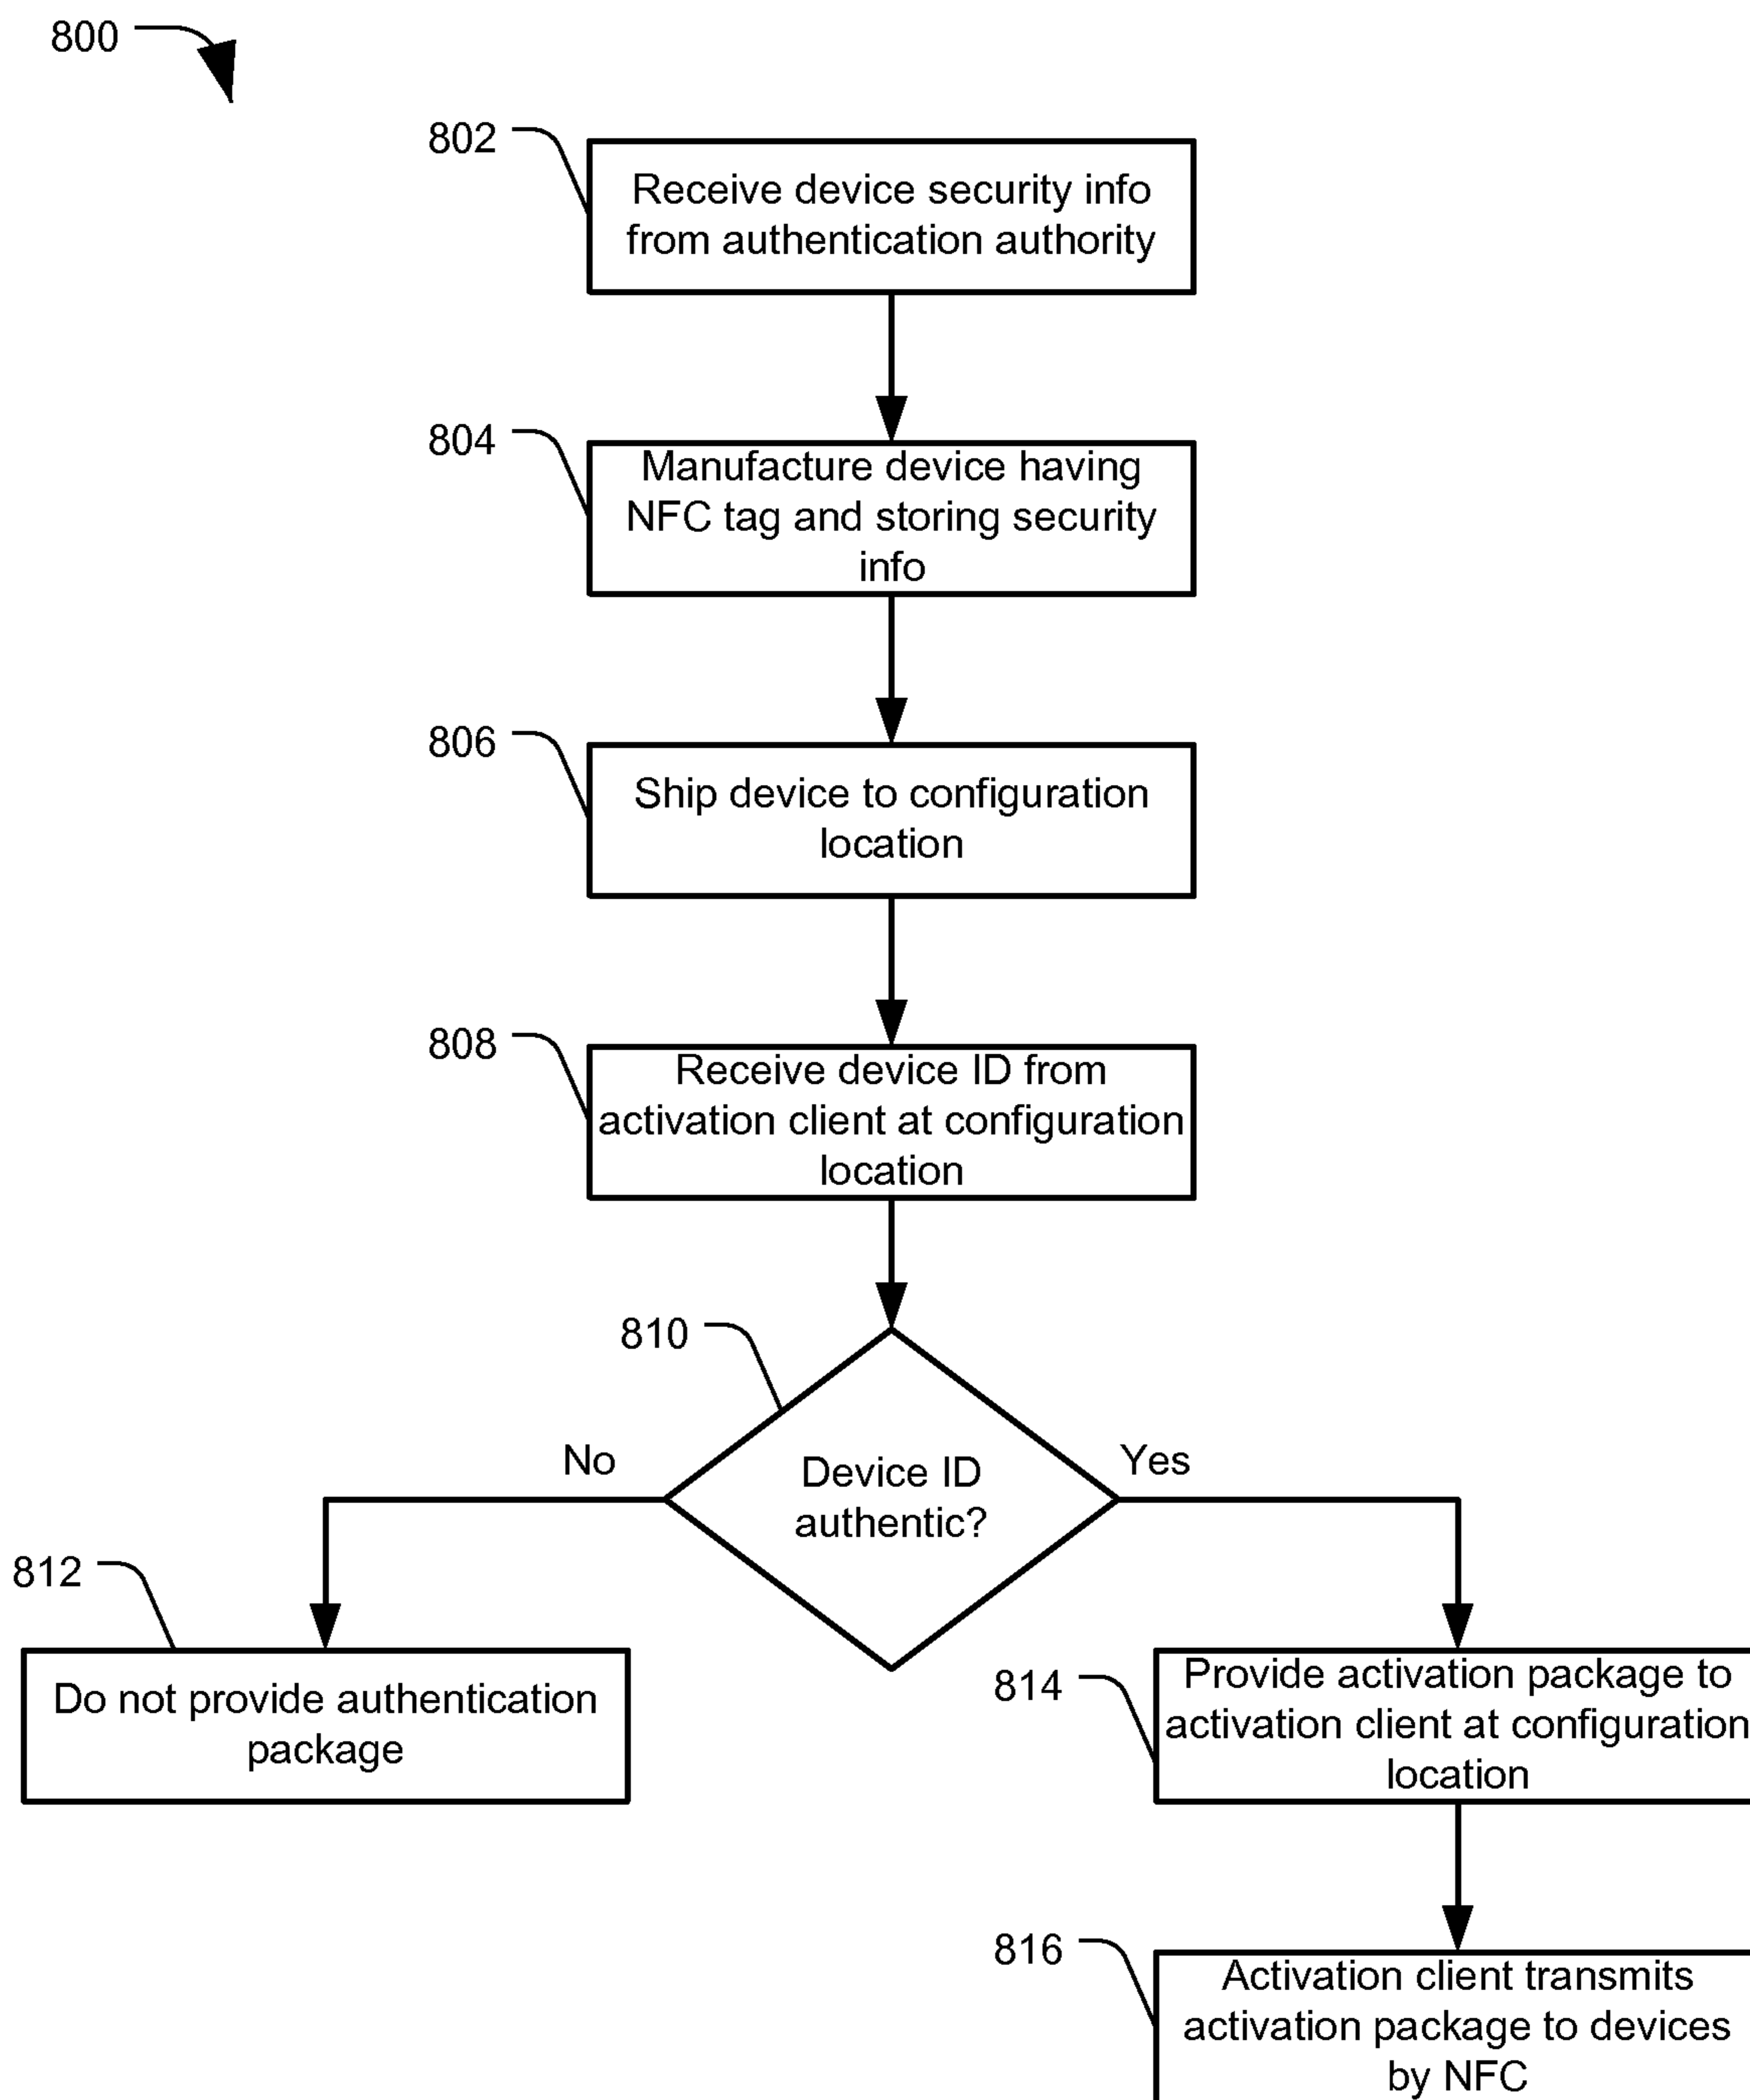 800
802
Receive device security info
from authentication authority
804
Manufacture device having
NFC tag and storing security
info
806
Ship device to configuration
location
808
Receive device ID from
activation client at configuration
location
810
Device ID
authentic?
No
Yes
812
Do not provide authentication
package
814
Provide activation package to
activation client at configuration
location
816
Activation client transmits
activation package to devices
by NFC